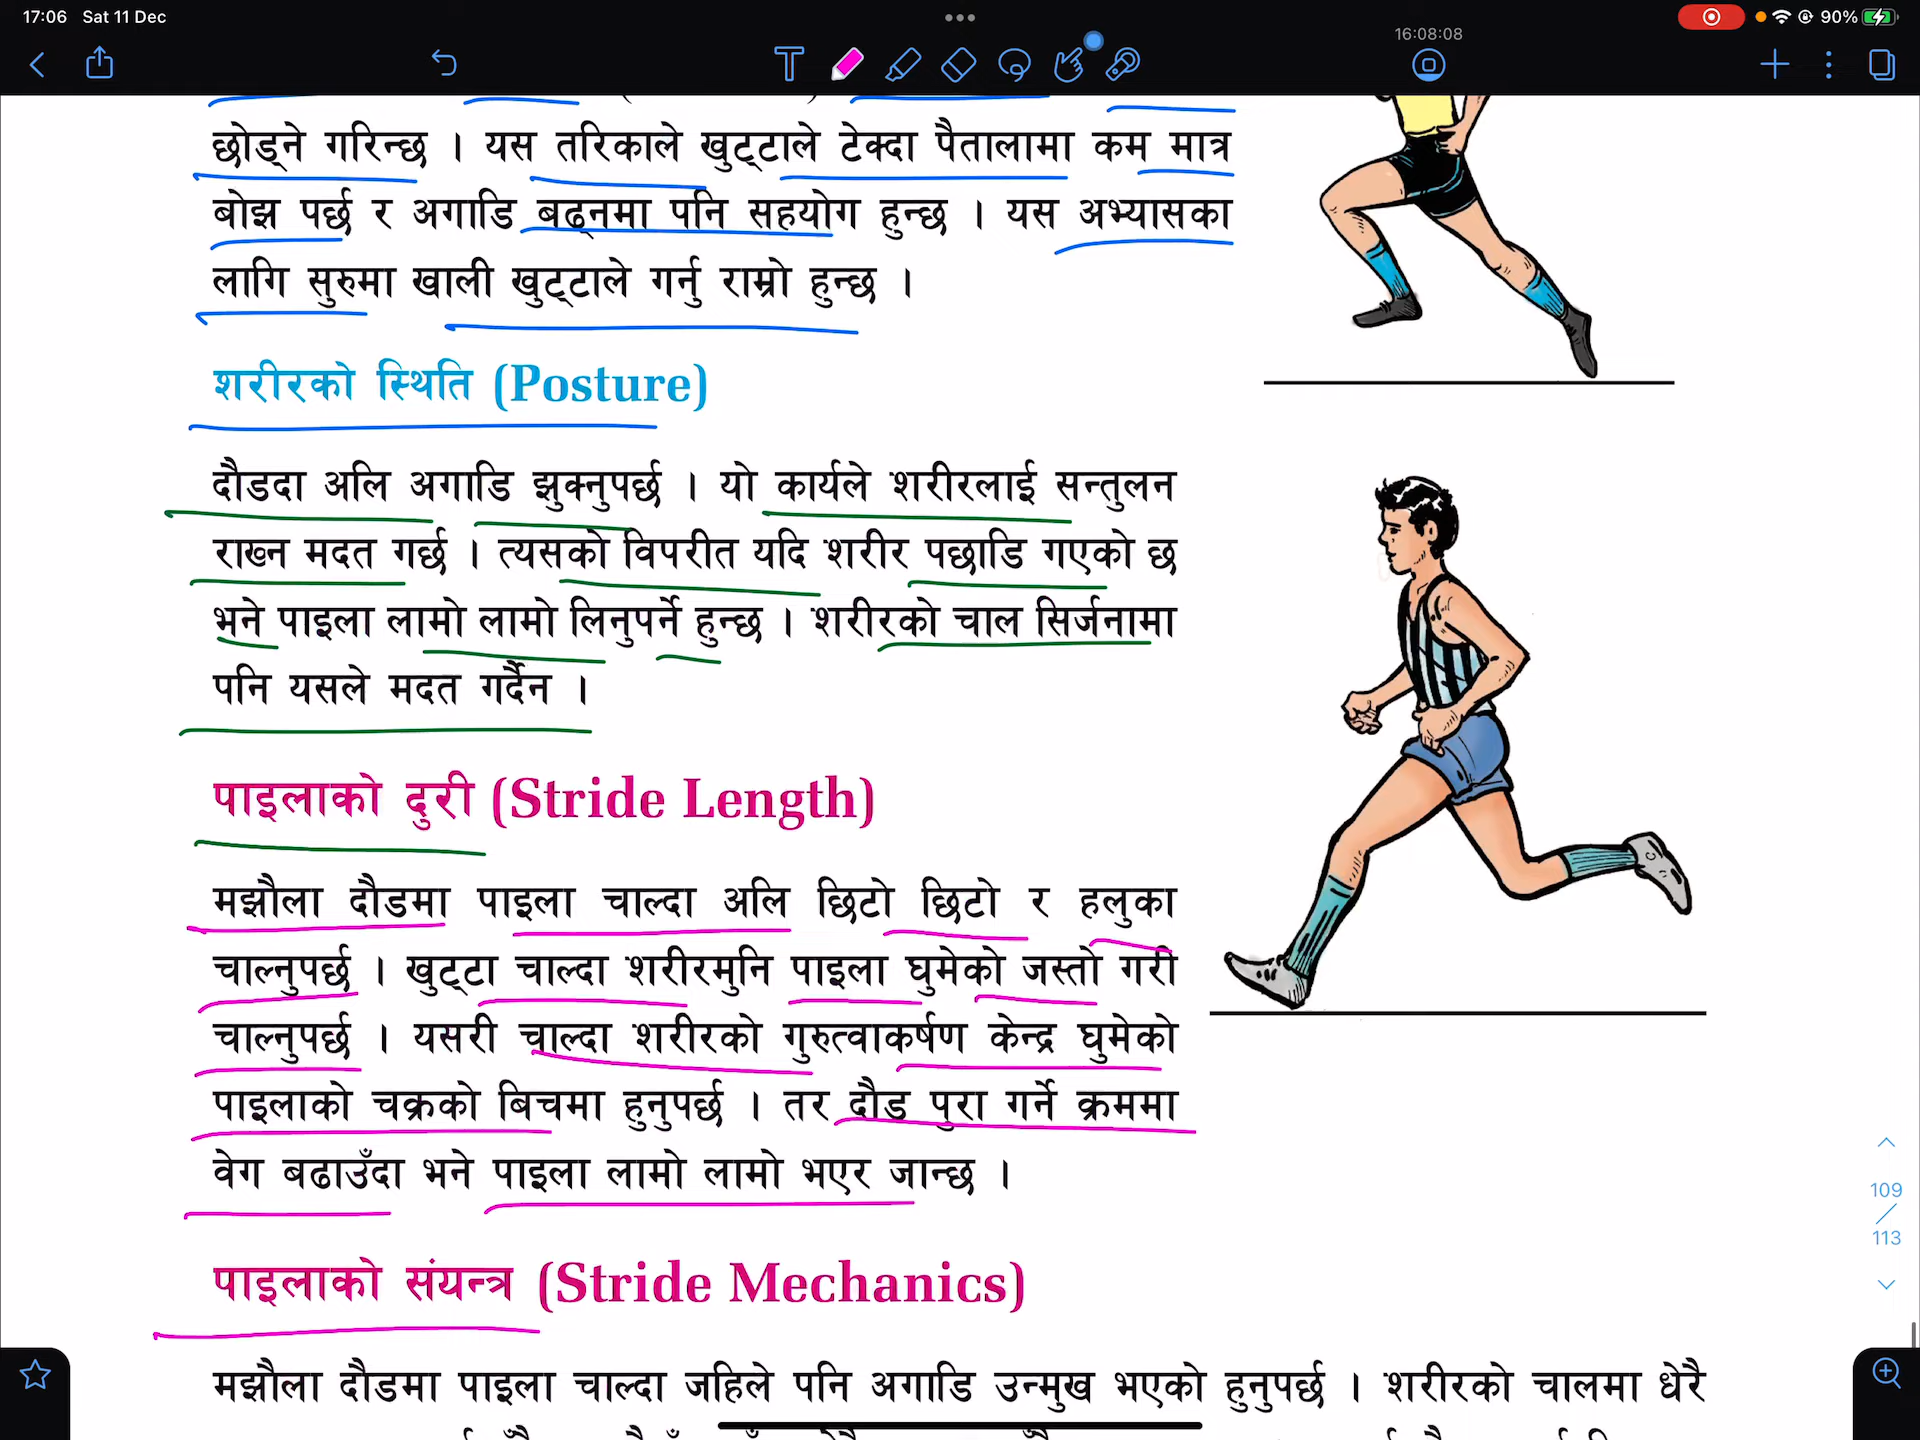 17:06 Sat 11 Dec
90%
16:08:08
छोड्ने गरिन्छ । यस तरिकाले खुट्टाले टेक्दा पैतालामा कम मात्र
बोझ पर्छ र अगाडि बढ्नमा पनि सहयोग हुन्छ । यस अभ्यासका
लागि सुरुमा खाली खुट्टाले गर्नु राम्रो हुन्छ ।
शरीरको स्थिति (Posture)
दौडदा अलि अगाडि झुक्नुपर्छ । यो कार्यले शरीरलाई सन्तुलन
राख्न मदत गर्छ । त्यसको विपरीत यदि शरीर पछाडि गएको छ
भने पाइला लामो लामो लिनुपर्ने हुन्छ । शरीरको चाल सिर्जनामा
पनि यसले मदत गर्दैन ।
पाइलाको दुरी (Stride Length)
मझौला दौडमा पाइला चाल्दा अलि छिटो छिटो र हलुका
चाल्नुपर्छ । खुट्टा चाल्दा शरीरमुनि पाइला घुमेको जस्तो गरी
चाल्नुपर्छ । यसरी चाल्दा शरीरको गुरुत्वाकर्षण केन्द्र घुमेको
पाइलाको चक्रको बिचमा हुनुपर्छ । तर दौड पुरा गर्ने क्रममा
वेग बढाउँदा भने पाइला लामो लामो भएर जान्छ ।
109
/
113
पाइलाको संयन्त्र (Stride Mechanics)
मझौला दौडमा पाइला चाल्दा जहिले पनि अगाडि उन्मुख भएको हुनुपर्छ । शरीरको चालमा धेरै